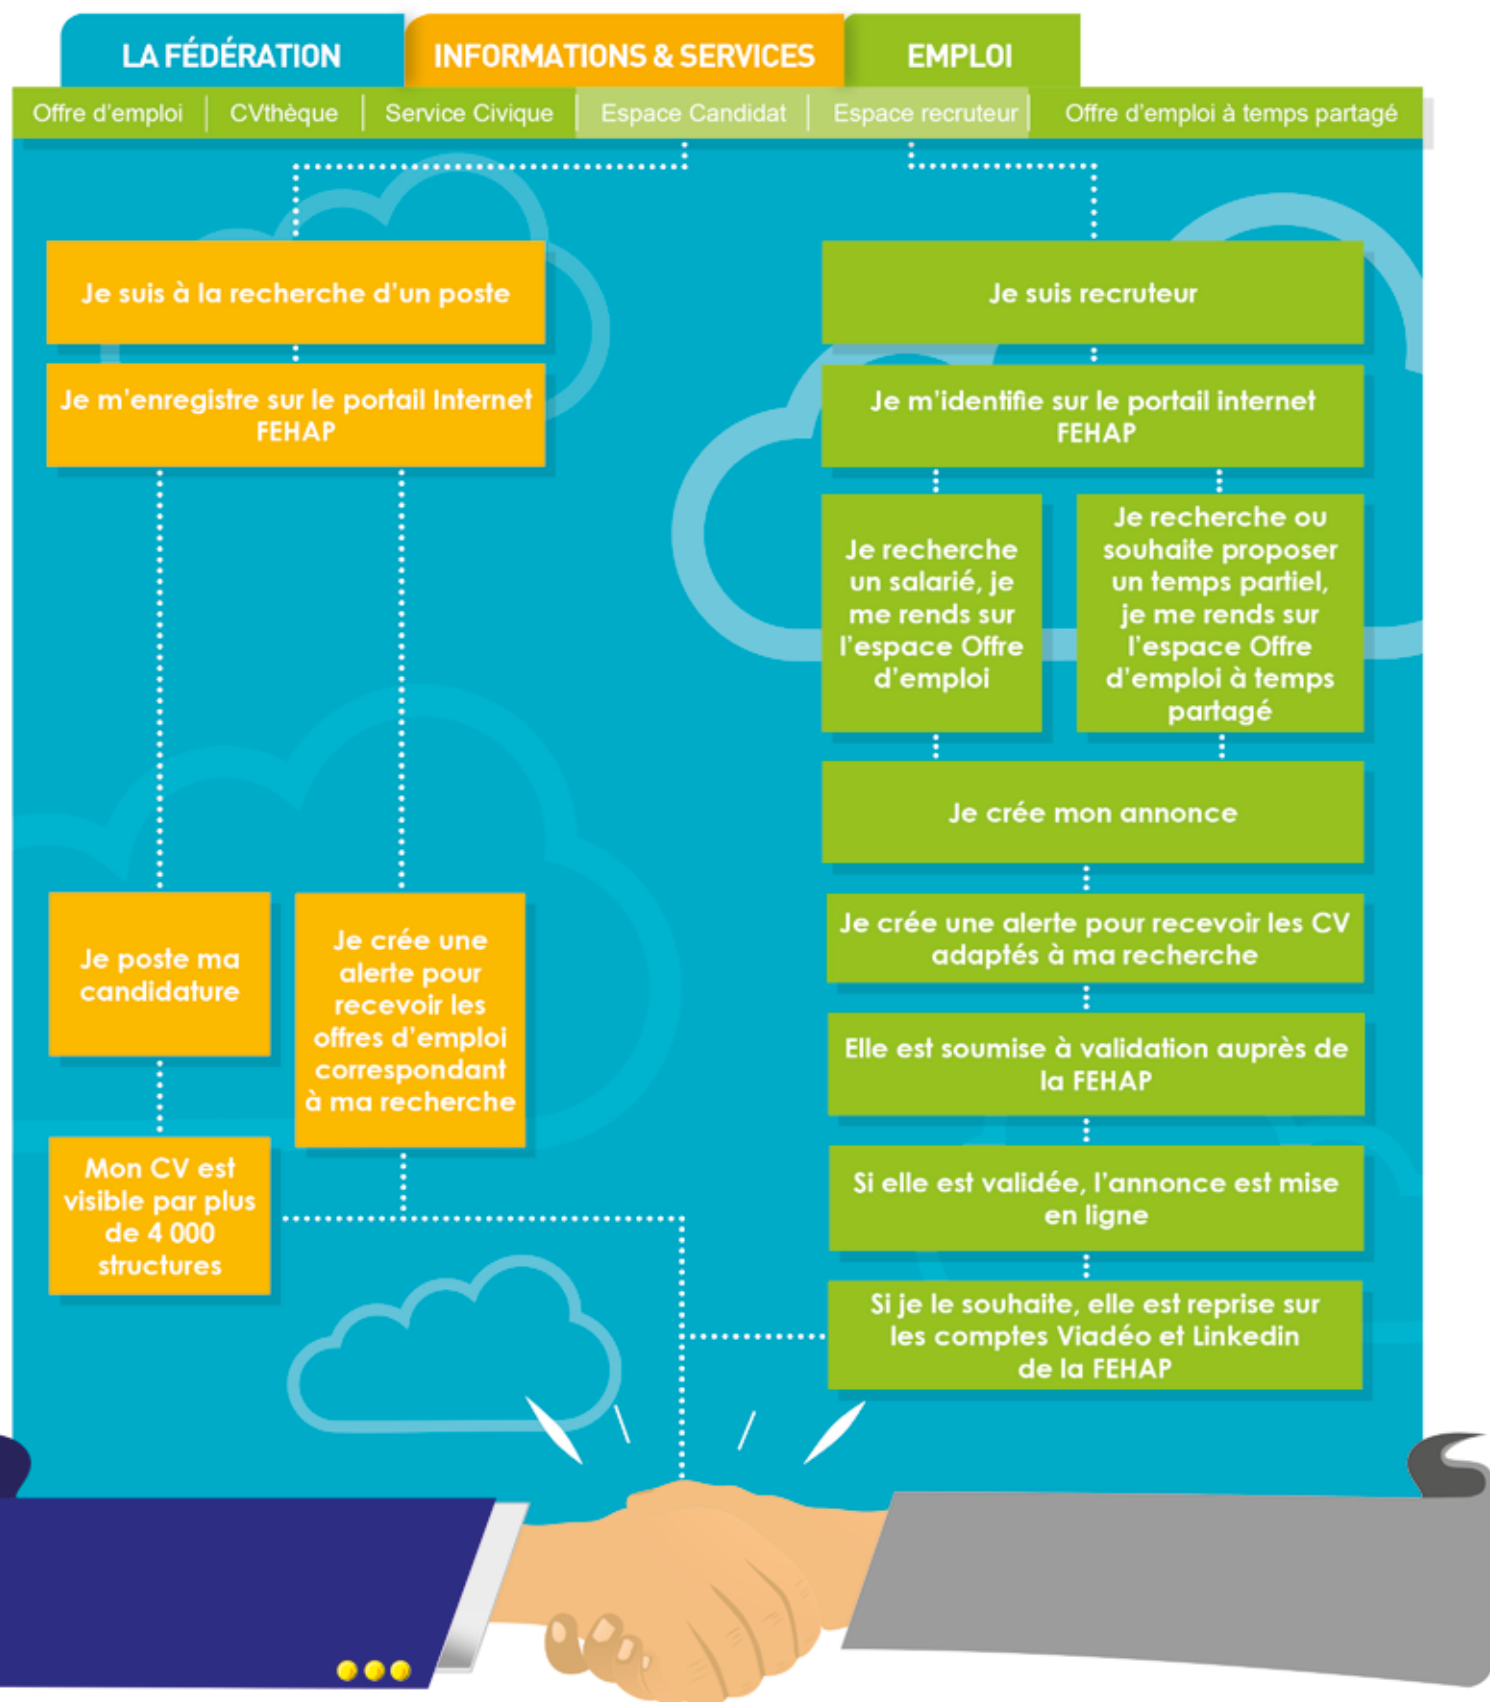 LA FÉDÉRATION
INFORMATIONS & SERVICES
EMPLOI
Offre d'emploi
CVthèque
Service Civique
Espace Candidat
Espace recruteur
Offre d'emploi à temps partagé
Je suis à la recherche d'un poste
Je m'enregistre sur le portail Internet
FEHAP
Je poste ma
candidature
Mon CV est
visible par plus
de 4 000
structures
Je crée une
alerte pour
recevoir les
offres d'emploi
correspondant
à ma recherche
Je suis recruteur
Je m'identifie sur le portail internet
FEHAP
Je recherche
un salarié, je
me rends sur
l'espace Offre
d'emploi
Je recherche ou
souhaite proposer
un temps partiel,
je me rends sur
l'espace Offre
d'emploi à temps
partagé
Je crée mon annonce
Je crée une alerte pour recevoir les CV
adaptés à ma recherche
Elle est soumise à validation auprès de
la FEHAP
Si elle est validée, l'annonce est mise
en ligne
Si je le souhaite, elle est reprise sur
les comptes Viadéo et Linkedin
de la FEHAP